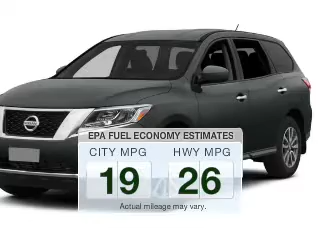 EPA FUEL ECONOMY ESTIMATES
CITY MPG HWY MPG
19 26
Actual mileage may vary.